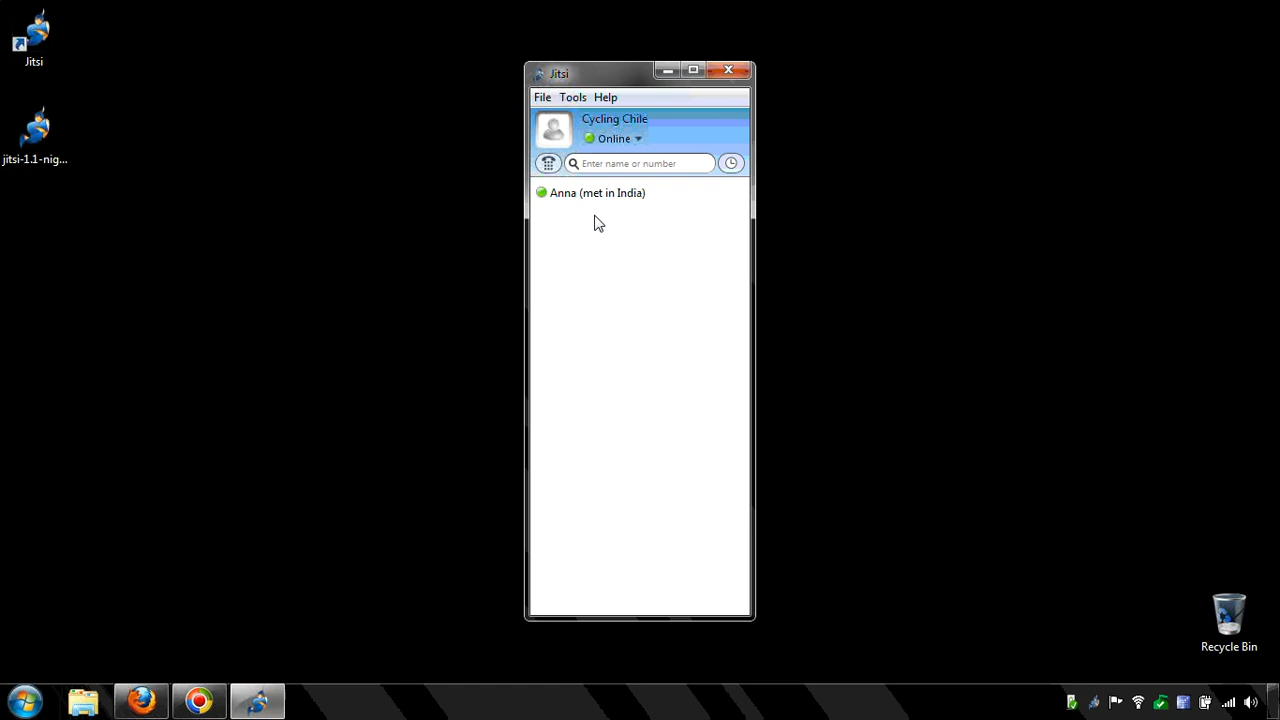 Jitsi
jitsi-1.1-nig...
Jitsi
File Tools Help
Cycling Chile
Online
Enter name or number
Anna (met in India)
Recycle Bin